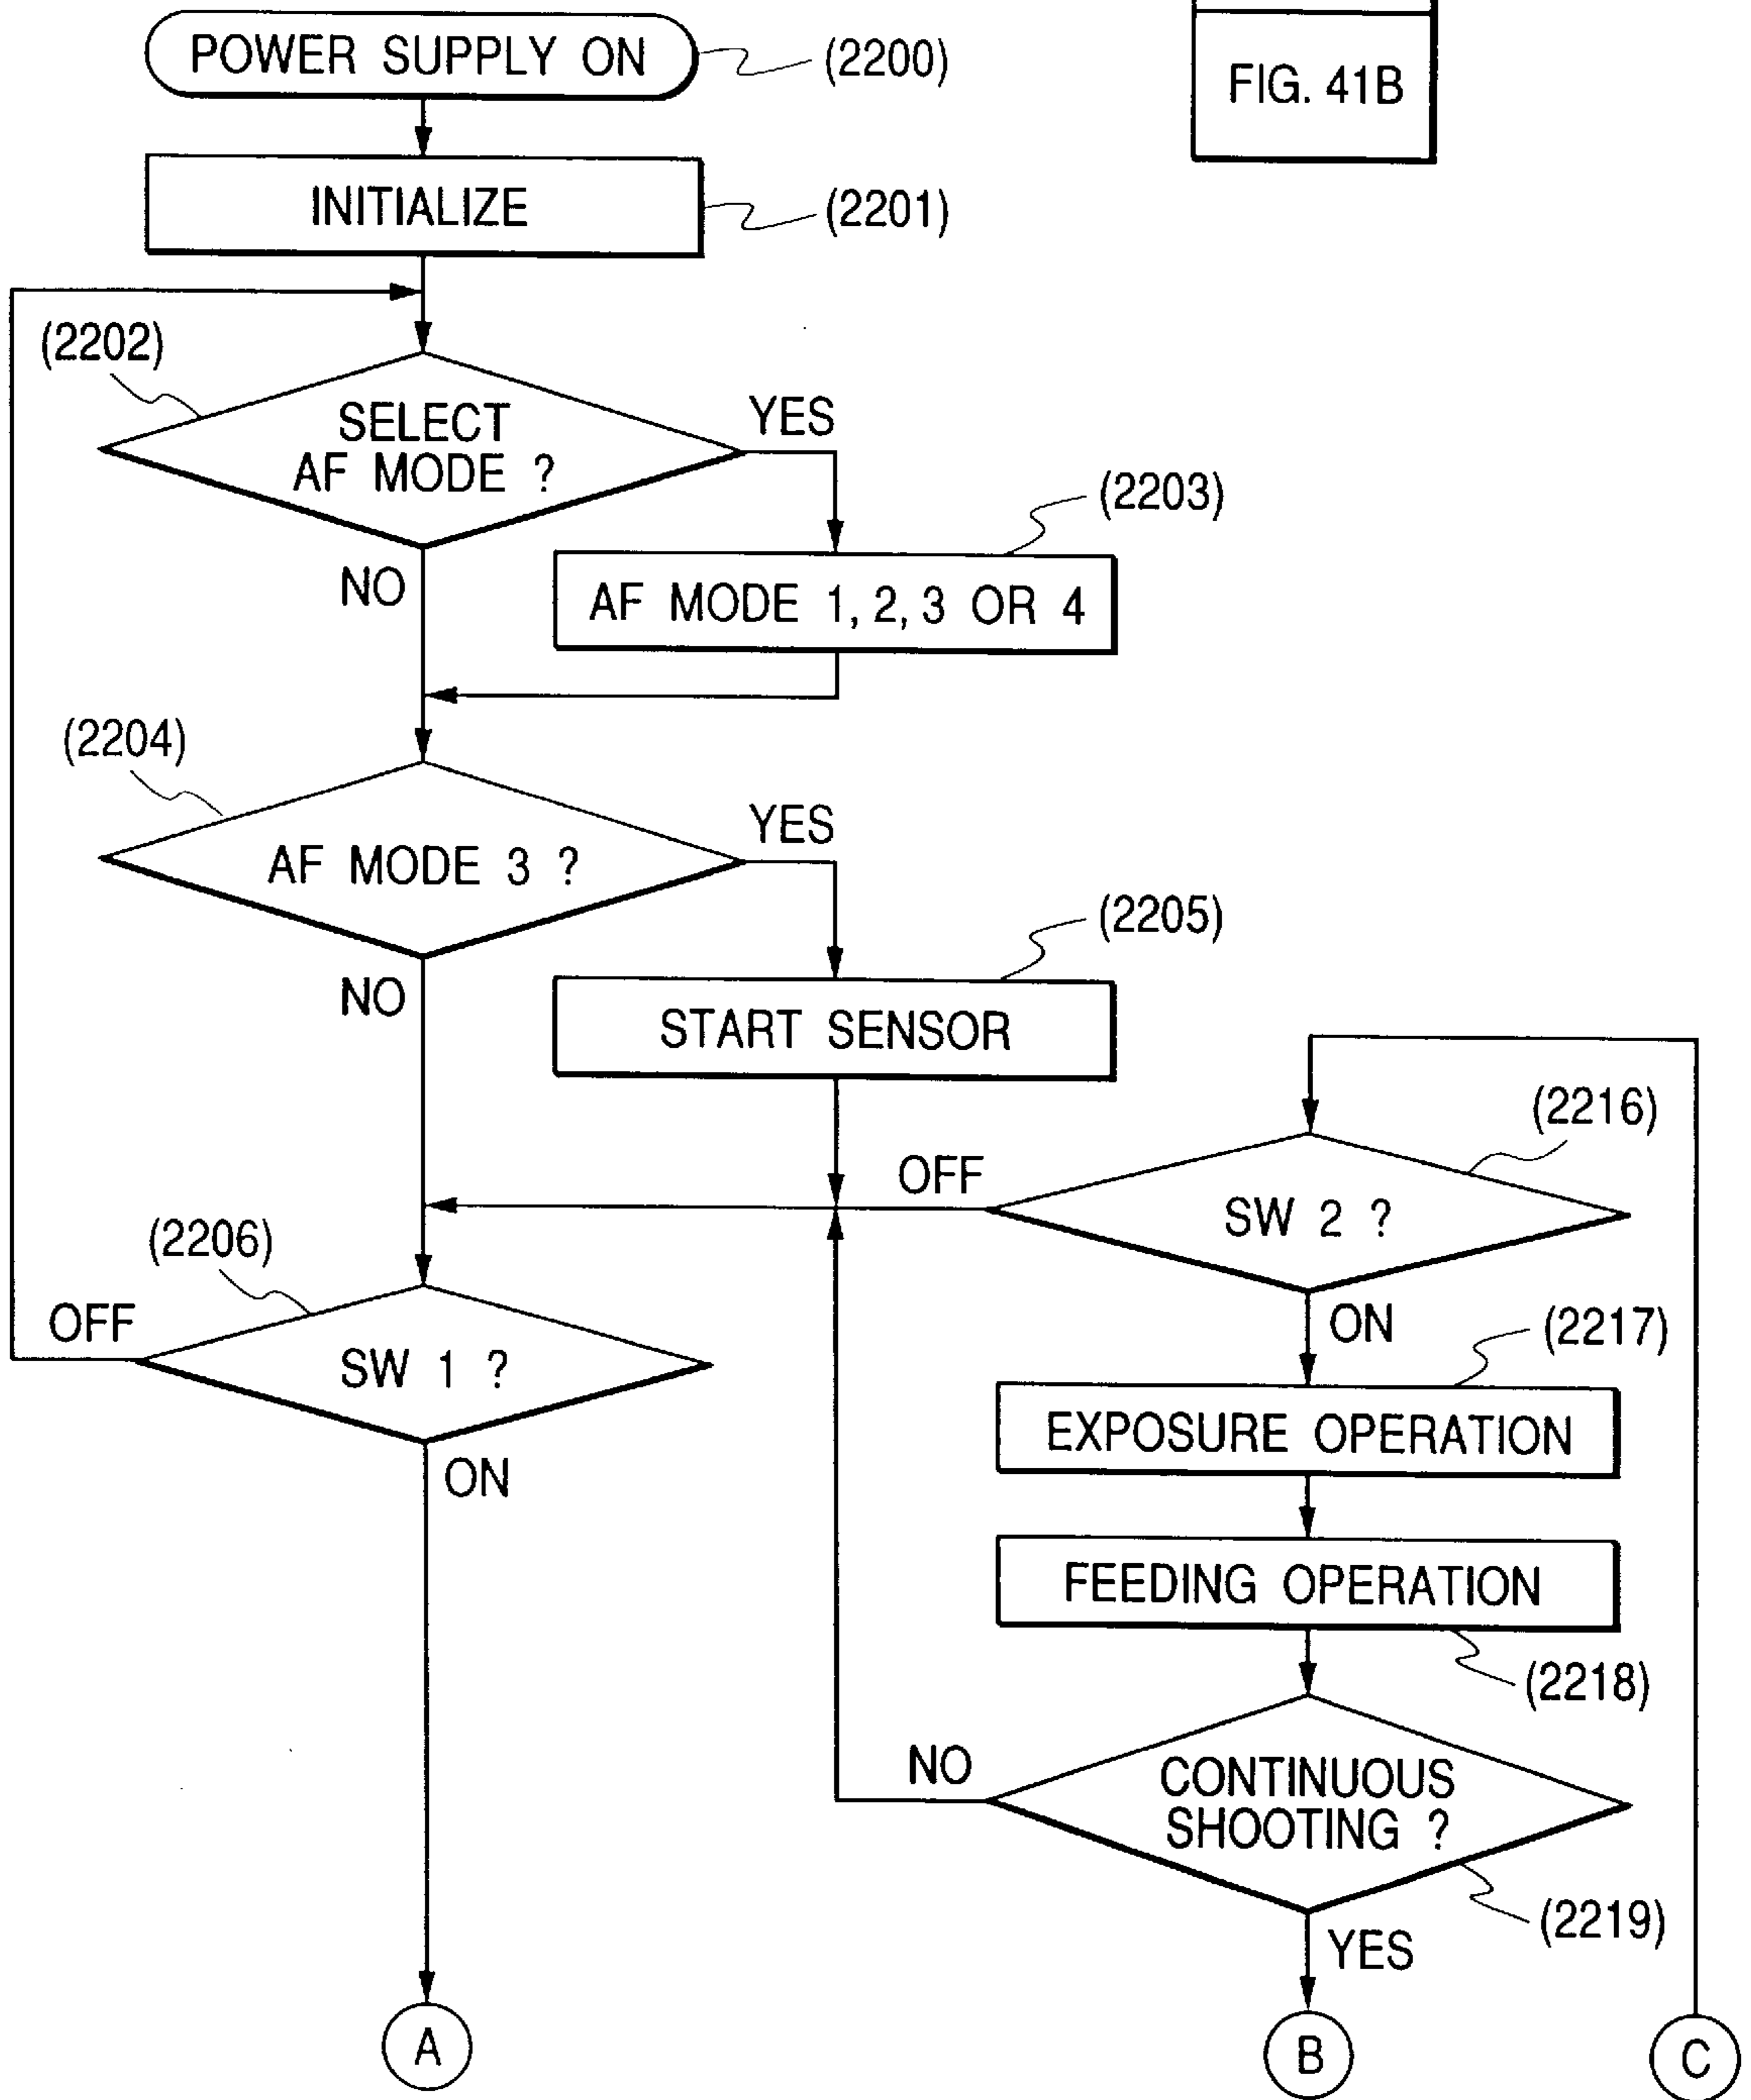 FIG. 41B
POWER SUPPLY ON
(2200)
INITIALIZE
(2201)
(2202)
SELECT
AF MODE ?
YES
NO
(2203)
AF MODE 1, 2, 3 OR 4
(2204)
AF MODE 3 ?
YES
NO
(2205)
START SENSOR
(2216)
OFF
SW 2 ?
ON
(2206)
OFF
SW 1 ?
ON
(2217)
EXPOSURE OPERATION
FEEDING OPERATION
(2218)
NO
CONTINUOUS
SHOOTING ?
(2219)
YES
A
B
C